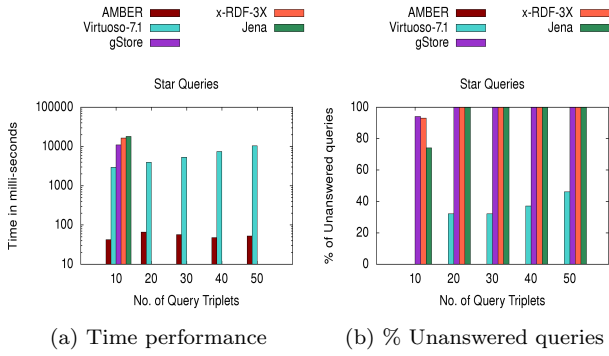 AMBER x-RDF-3X
Virtuoso-7.1 Jena
gStore
Star Queries
Time in milli-seconds
100000
10000
1000
100
10
10 20 30 40 50
No. of Query Triplets
(a) Time performance
AMBER x-RDF-3X
Virtuoso-7.1 Jena
gStore
Star Queries
% of Unanswered queries
100
80
60
40
20
0
10 20 30 40 50
No. of Query Triplets
(b) % Unanswered queries